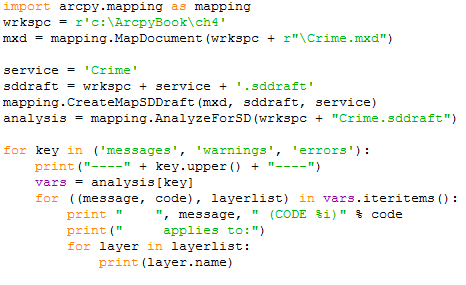 import arcpy.mapping as mapping
wrkspc = r'c:\ArcpyBook\ch4'
mxd = mapping.MapDocument(wrkspc + r"\Crime.mxd")

service = 'Crime'
sddraft = wrkspc + service + '.sddraft'
mapping.CreateMapSDDraft(mxd, sddraft, service)
analysis = mapping.AnalyzeForSD(wrkspc + "Crime.sddraft")

for key in ('messages', 'warnings', 'errors'):
    print("----" + key.upper() + "----")
    vars = analysis[key]
    for ((message, code), layerlist) in vars.iteritems():
        print "    ", message, " (CODE %i)" % code
        print("     applies to:")
        for layer in layerlist:
            print(layer.name)